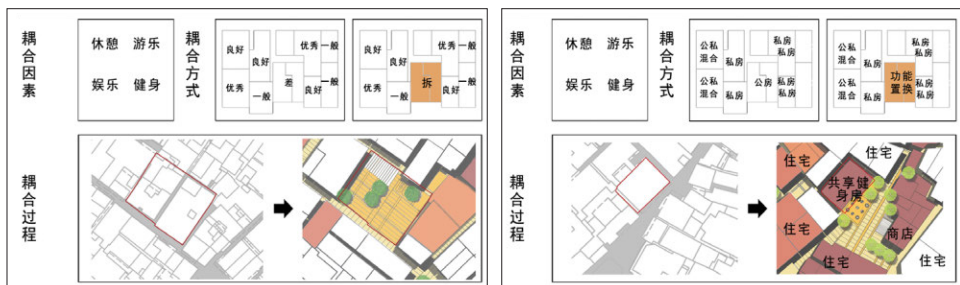 耦合因素
休憩 游乐
娱乐 健身
耦合方式
良好
良好
优秀
一般
优秀 一般
差
一般
良好
良好
良好
优秀
一般
优秀 一般
拆
一般
良好
耦合过程
耦合因素
休憩 游乐
娱乐 健身
耦合方式
公私混合
私房
公私混合
私房
私房
私房
公房
私房
私房
公私混合
私房
公私混合
私房
私房
私房
功能置换
私房
私房
耦合过程
住宅
住宅
共享健身房
住宅
商店
住宅
住宅